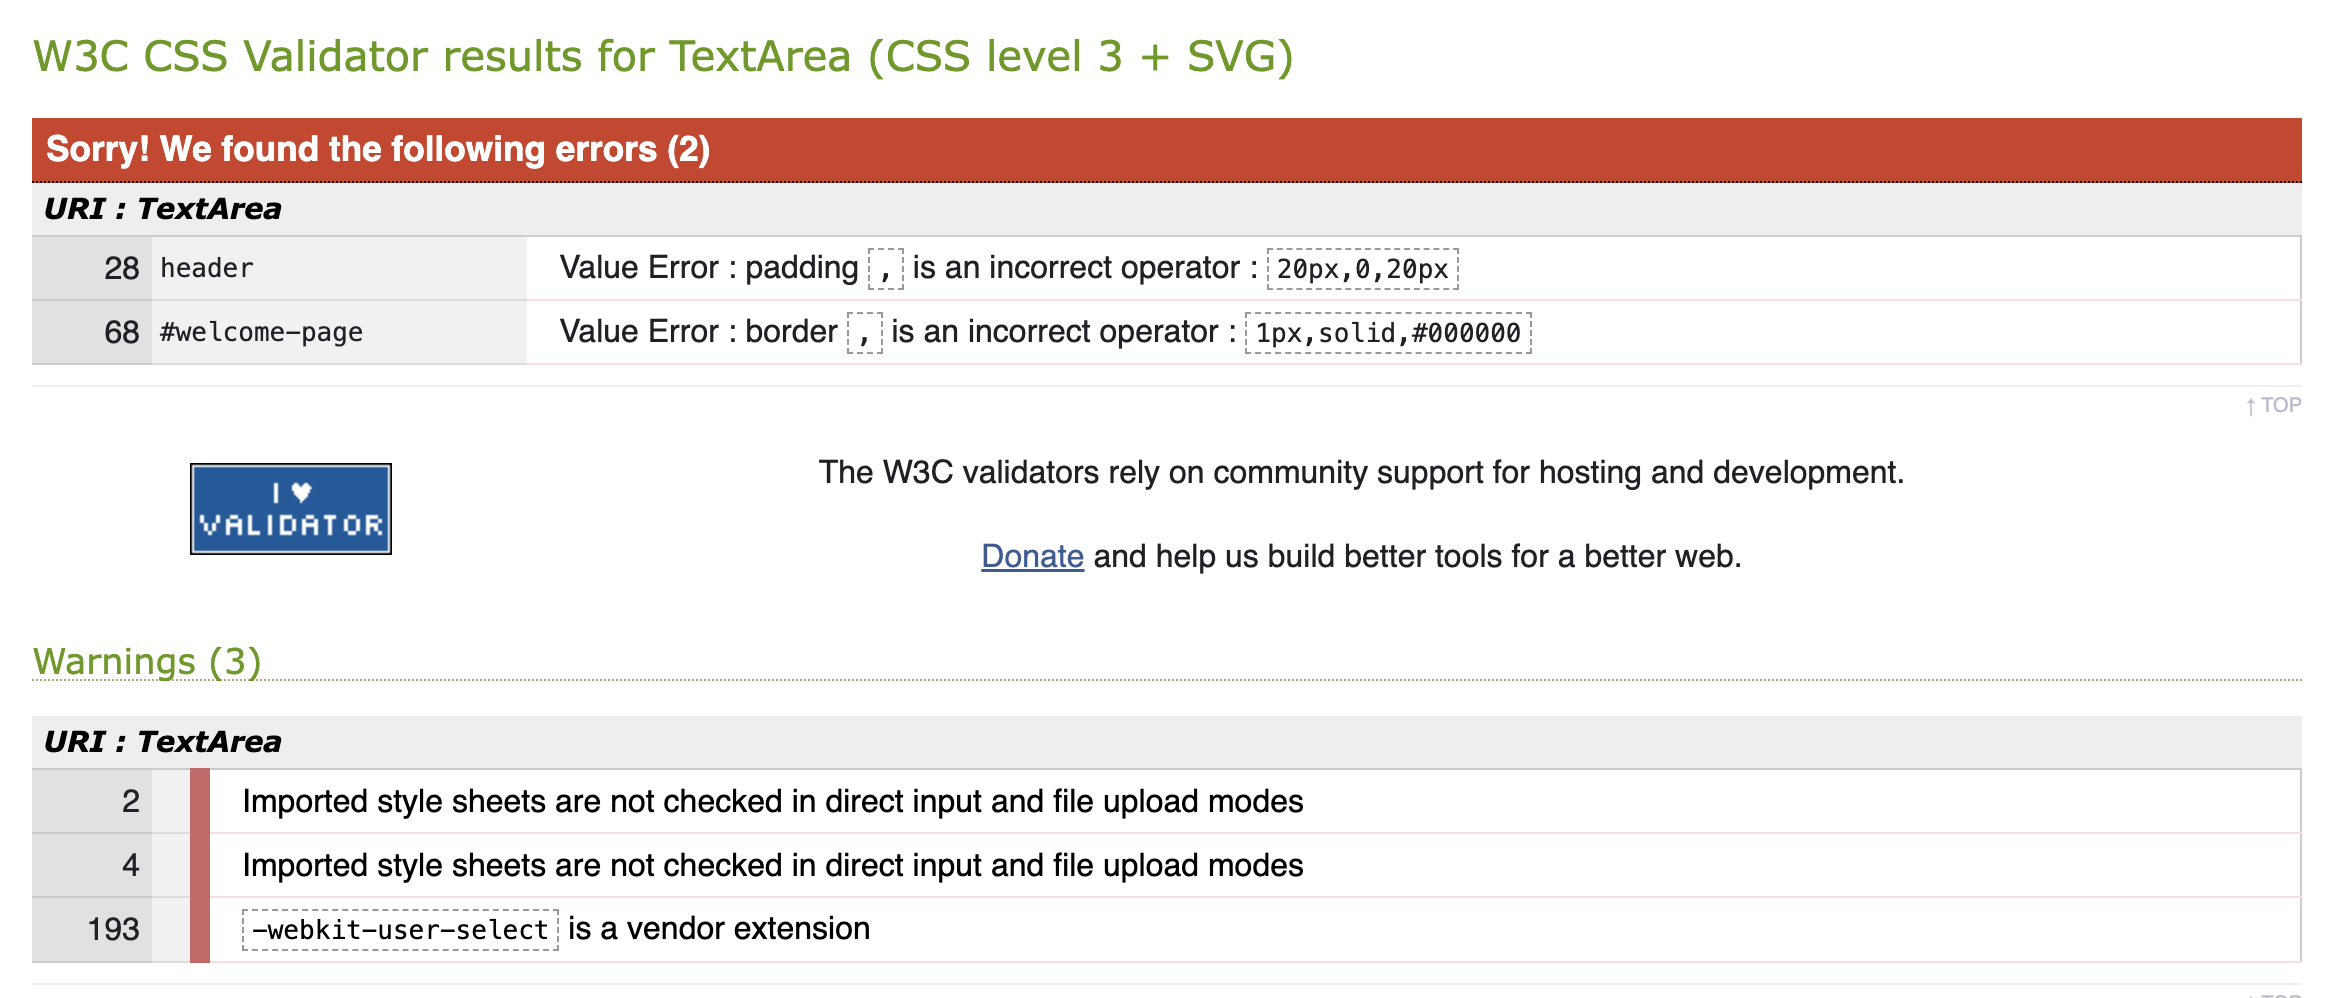 W3C CSS Validator results for TextArea (CSS level 3 + SVG)
Sorry! We found the following errors (2)
URI : TextArea
28 header Value Error : padding , is an incorrect operator : 20px,0,20px
68 #welcome-page Value Error : border , is an incorrect operator : 1px,solid,#000000
↑ TOP
I ♥
VALIDATOR
The W3C validators rely on community support for hosting and development.
Donate and help us build better tools for a better web.
Warnings (3)
URI : TextArea
2 Imported style sheets are not checked in direct input and file upload modes
4 Imported style sheets are not checked in direct input and file upload modes
193 -webkit-user-select is a vendor extension